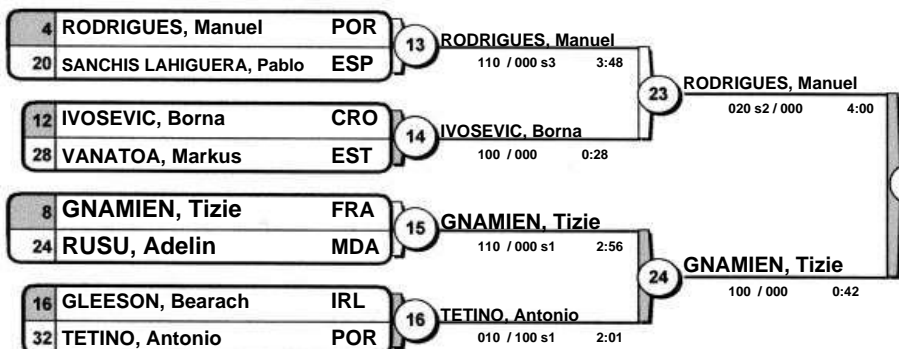 4 RODRIGUES, Manuel POR
20 SANCHIS LAHIGUERA, Pablo ESP
13 RODRIGUES, Manuel
110 / 000 s3 3:48
12 IVOSEVIC, Borna CRO
28 VANATOA, Markus EST
14 IVOSEVIC, Borna
100 / 000 0:28
23 RODRIGUES, Manuel
020 s2 / 000 4:00
8 GNAMIEN, Tizie FRA
24 RUSU, Adelin MDA
15 GNAMIEN, Tizie
110 / 000 s1 2:56
16 GLEESON, Bearach IRL
32 TETINO, Antonio POR
16 TETINO, Antonio
010 / 100 s1 2:01
24 GNAMIEN, Tizie
100 / 000 0:42